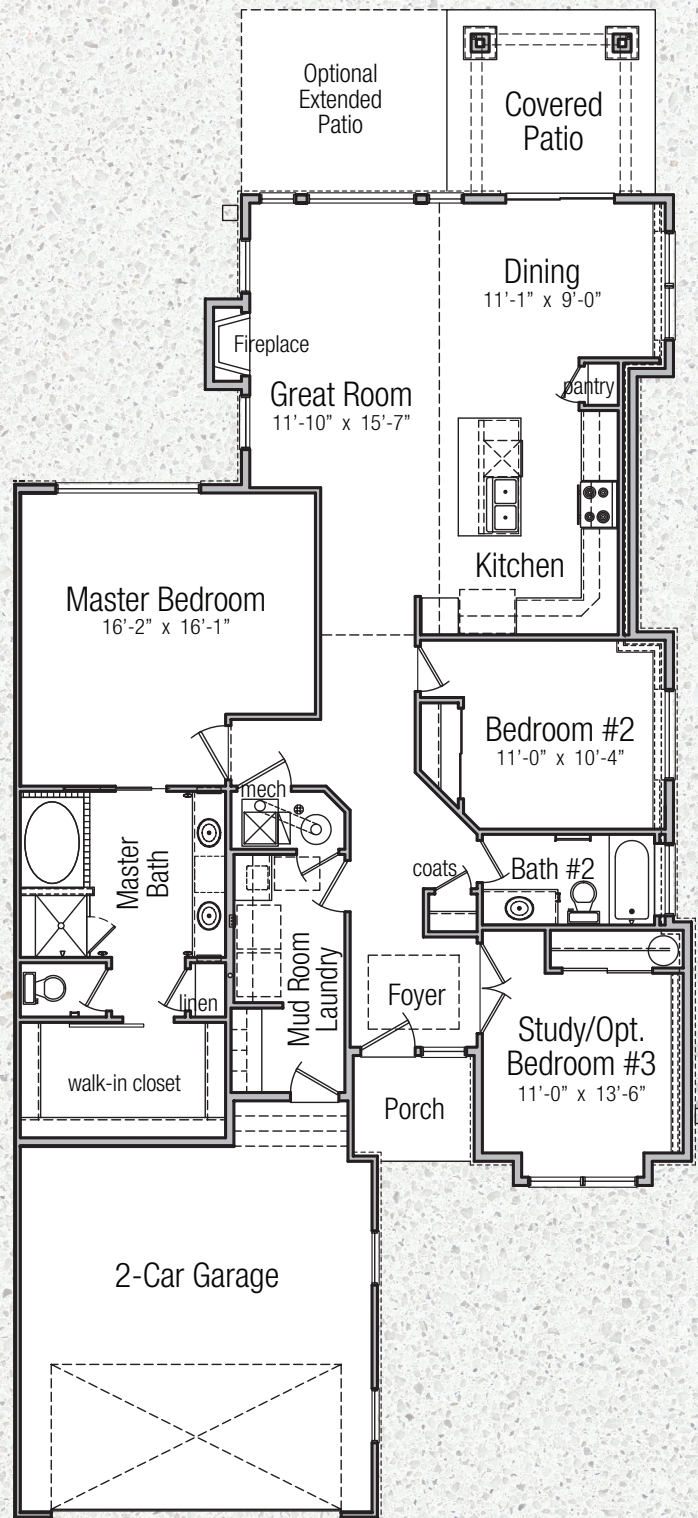 Optional
Extended
Patio
Covered
Patio
Dining
11'-1" x 9'-0"
Fireplace
pantry
Great Room
11'-10" x 15'-7"
Kitchen
Master Bedroom
16'-2" x 16'-1"
Bedroom #2
11'-0" x 10'-4"
mech
Master
Bath
coats
Bath #2
linen
Mud Room
Laundry
Foyer
Study/Opt.
Bedroom #3
11'-0" x 13'-6"
walk-in closet
Porch
2-Car Garage